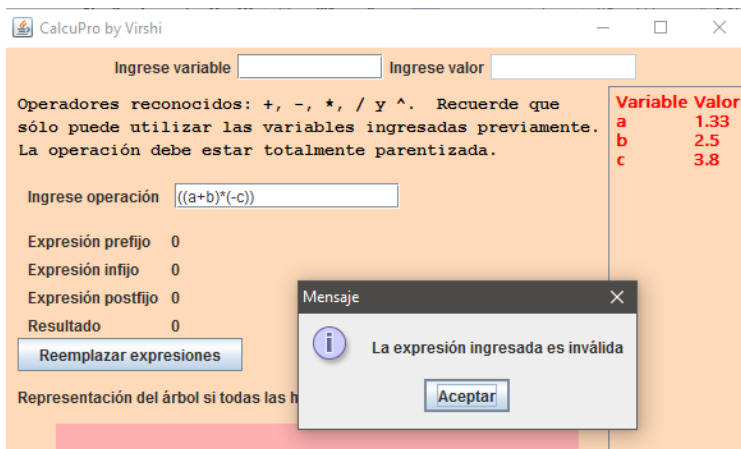 CalcuPro by Virshi
Ingrese variable Ingrese valor
Operadores reconocidos: +, -, *, / y ^. Recuerde que
sólo puede utilizar las variables ingresadas previamente.
La operación debe estar totalmente parentizada.
Variable Valor
a 1.33
b 2.5
c 3.8
Ingrese operación ((a+b)*(-c))
Expresión prefijo 0
Expresión infijo 0
Expresión postfijo 0
Resultado 0
Reemplazar expresiones
Representación del árbol si todas las h
Mensaje
La expresión ingresada es inválida
Aceptar